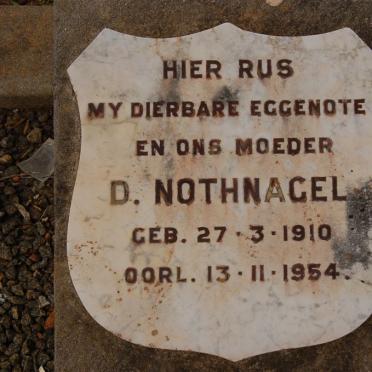 HIER RUS
MY DIERBARE EGGENOTE
EN ONS MOEDER
D. NOTHNAGEL
GEB. 27·3·1910
OORL. 13·11·1954.